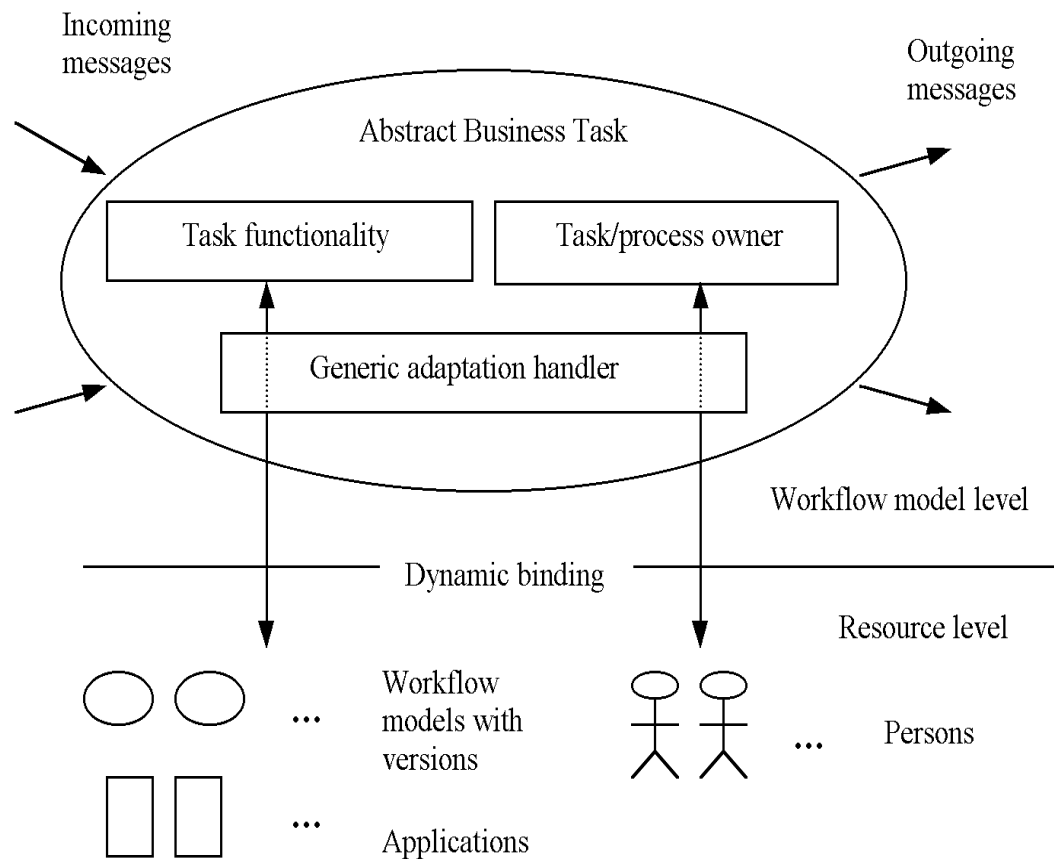 Incoming
messages
Outgoing
messages
Abstract Business Task
Task functionality
Task/process owner
Generic adaptation handler
Workflow model level
Dynamic binding
Resource level
Workflow
models with
versions
...
...
Persons
...
Applications